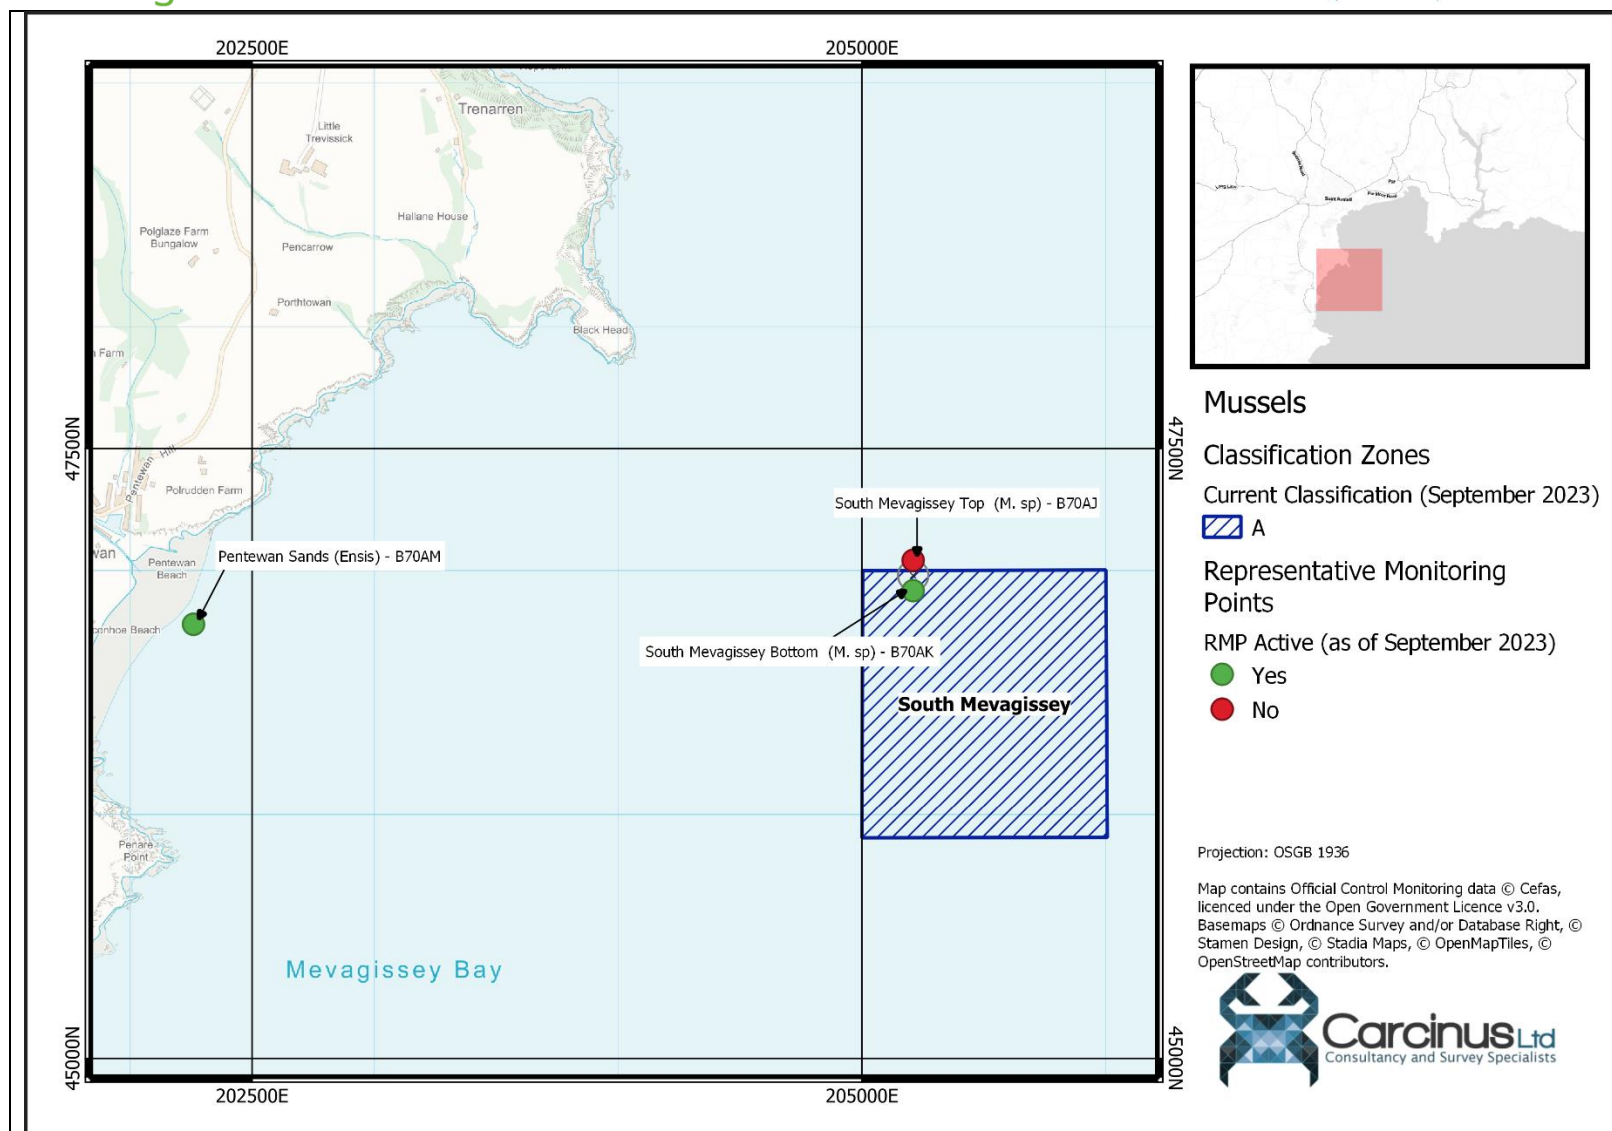 202500E
205000E
Trenarren
Little
Trevissick
Hallane House
Polglaze Farm
Bungalow
Pencarrow
Porthtowan
Black Head
Farm
47500N
47500N
Pentewan Hill
Polrudden Farm
South Mevagissey Top (M. sp) - B70AJ
Pentewan Sands (Ensis) - B70AM
Pentewan
Beach
South Mevagissey Bottom (M. sp) - B70AK
South Mevagissey
Penare
Point
Mevagissey Bay
45000N
45000N
202500E
205000E
Mussels
Classification Zones
Current Classification (September 2023)
A
Representative Monitoring
Points
RMP Active (as of September 2023)
Yes
No
Projection: OSGB 1936
Map contains Official Control Monitoring data © Cefas,
licenced under the Open Government Licence v3.0.
Basemaps © Ordnance Survey and/or Database Right, ©
Stamen Design, © Stadia Maps, © OpenMapTiles, ©
OpenStreetMap contributors.
Carcinus Ltd
Consultancy and Survey Specialists